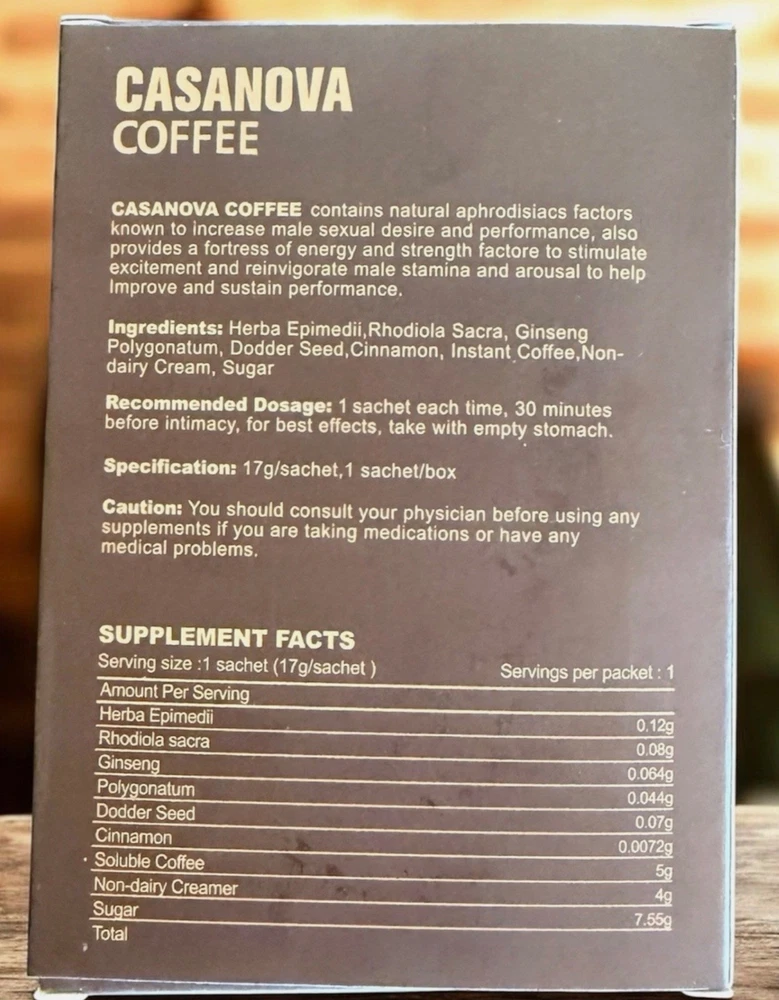 CASANOVA
COFFEE
CASANOVA COFFEE contains natural aphrodisiacs factors
known to increase male sexual desire and performance, also
provides a fortress of energy and strength factore to stimulate
excitement and reinvigorate male stamina and arousal to help
Improve and sustain performance.
Ingredients: Herba Epimedii,Rhodiola Sacra, Ginseng
Polygonatum, Dodder Seed,Cinnamon, Instant Coffee,Non-
dairy Cream, Sugar
Recommended Dosage: 1 sachet each time, 30 minutes
before intimacy, for best effects, take with empty stomach.
Specification: 17g/sachet,1 sachet/box
Caution: You should consult your physician before using any
supplements if you are taking medications or have any
medical problems.
SUPPLEMENT FACTS
Serving size :1 sachet (17g/sachet ) Servings per packet : 1
Amount Per Serving
Herba Epimedii 0.12g
Rhodiola sacra 0.08g
Ginseng 0.064g
Polygonatum 0.044g
Dodder Seed 0.07g
Cinnamon 0.0072g
Soluble Coffee 5g
Non-dairy Creamer 4g
Sugar 7.55g
Total